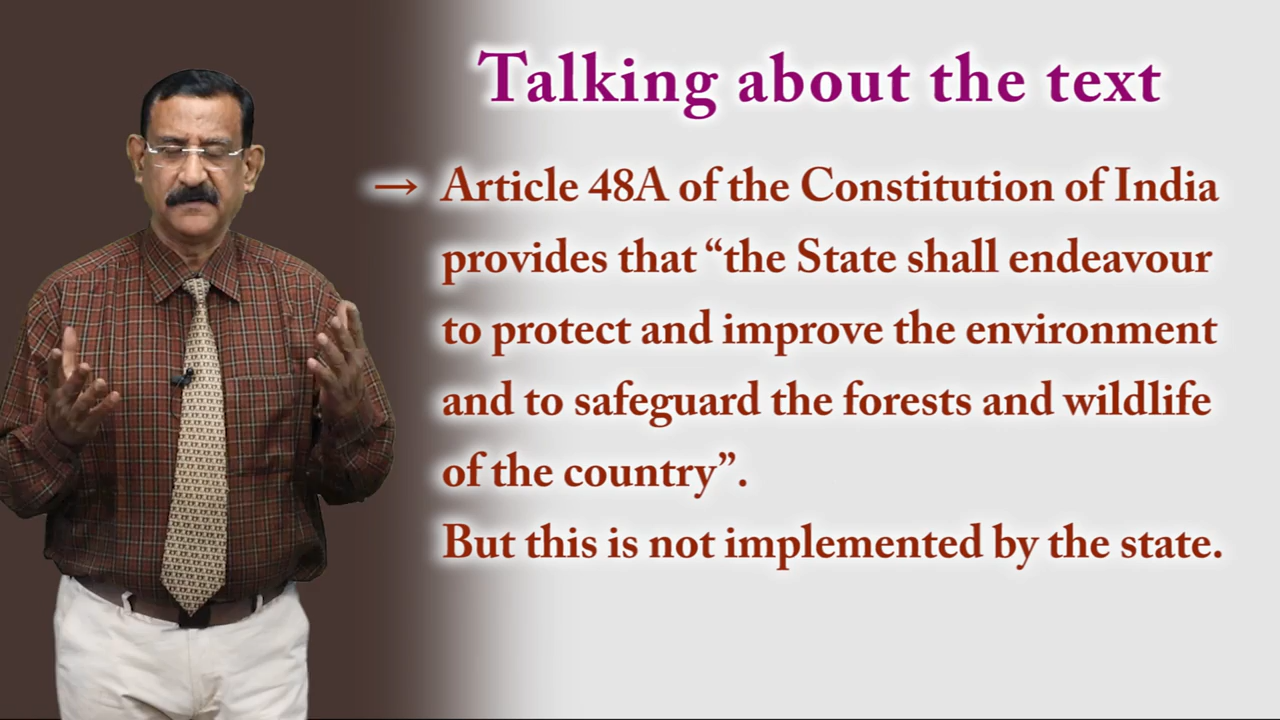 Talking about the text
→ Article 48A of the Constitution of India
provides that “the State shall endeavour
to protect and improve the environment
and to safeguard the forests and wildlife
of the country”.
But this is not implemented by the state.